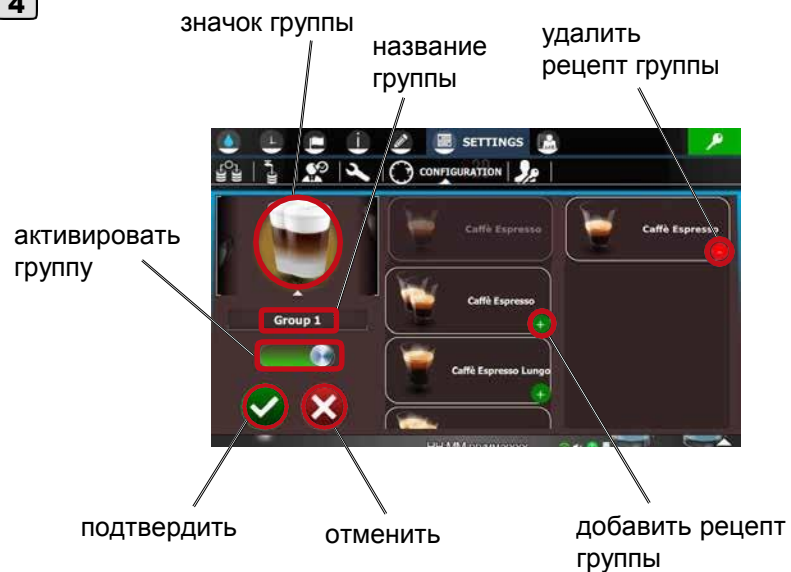 4
значок группы
название
группы
удалить
рецепт группы
SETTINGS
CONFIGURATION
активировать
группу
Caffè Espresso
Caffè Espresso
Caffè Espresso
Group 1
Caffè Espresso Lungo
подтвердить
отменить
добавить рецепт
группы